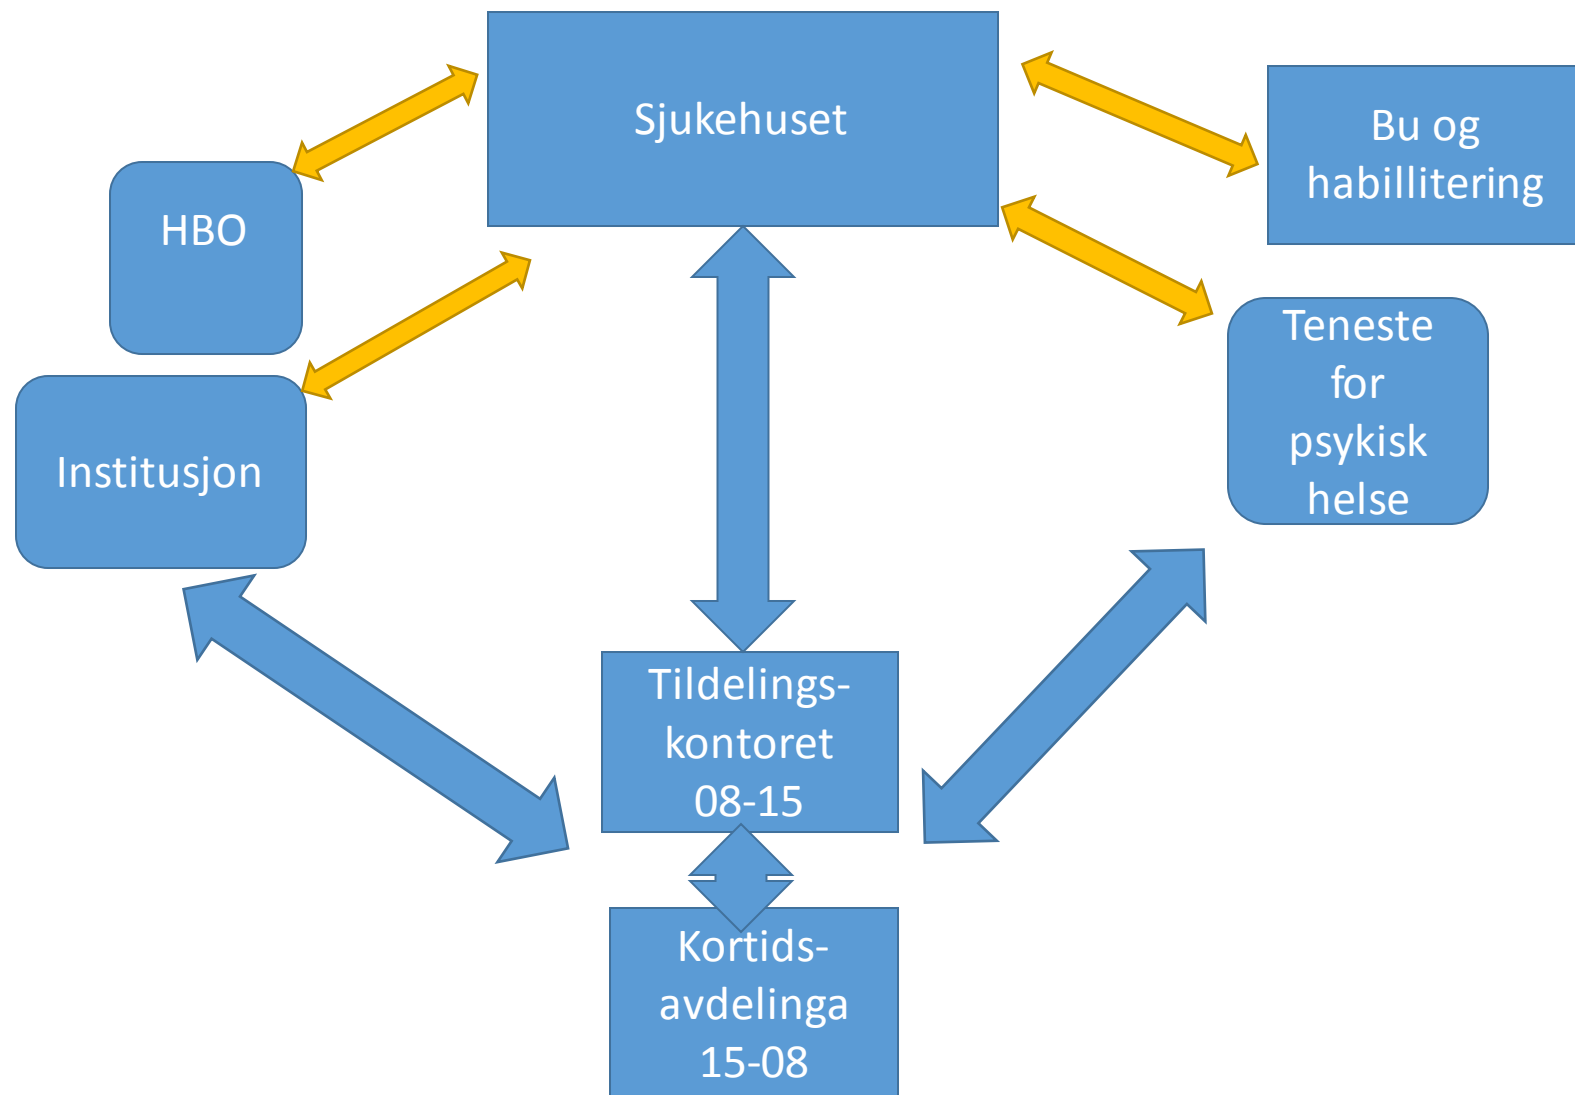 Sjukehuset
Bu og
habillitering
HBO
Teneste
for
psykisk
helse
Institusjon
Tildelings-
kontoret
08-15
Kortids-
avdelinga
15-08